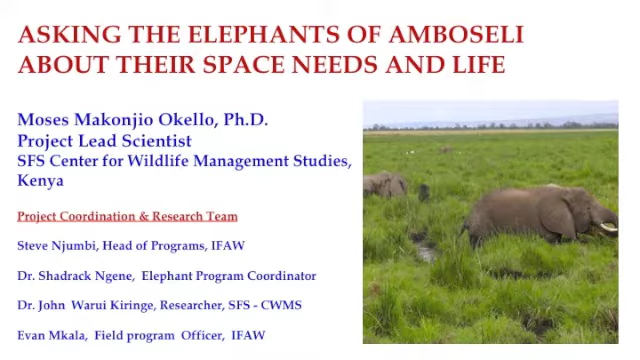 ASKING THE ELEPHANTS OF AMBOSELI
ABOUT THEIR SPACE NEEDS AND LIFE
Moses Makonjio Okello, Ph.D.
Project Lead Scientist
SFS Center for Wildlife Management Studies,
Kenya
Project Coordination & Research Team
Steve Njumbi, Head of Programs, IFAW
Dr. Shadrack Ngene, Elephant Program Coordinator
Dr. John Warui Kiringe, Researcher, SFS - CWMS
Evan Mkala, Field program Officer, IFAW